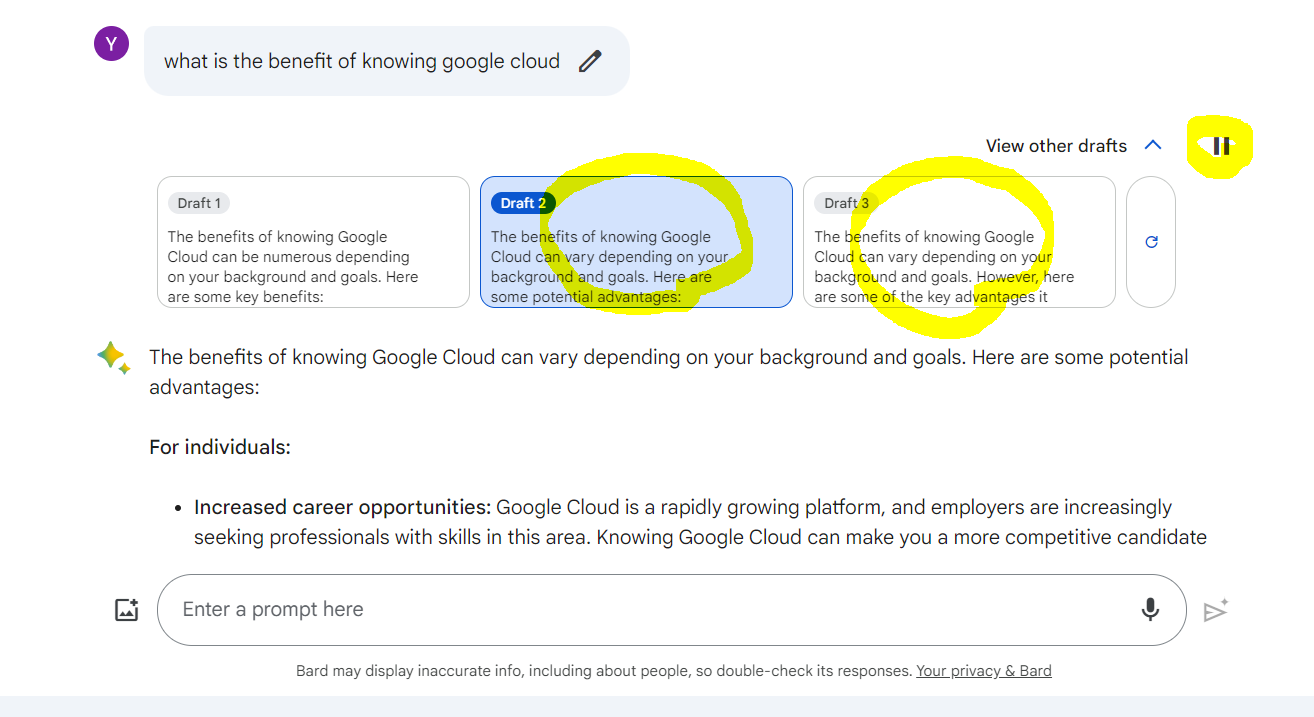 Y
what is the benefit of knowing google cloud
View other drafts
Draft 1
The benefits of knowing Google
Cloud can be numerous depending
on your background and goals. Here
are some key benefits:
Draft 2
The benefits of knowing Google
Cloud can vary depending on your
background and goals. Here are
some potential advantages:
Draft 3
The benefits of knowing Google
Cloud can vary depending on your
background and goals. However, here
are some of the key advantages it
The benefits of knowing Google Cloud can vary depending on your background and goals. Here are some potential
advantages:
For individuals:
• Increased career opportunities: Google Cloud is a rapidly growing platform, and employers are increasingly
seeking professionals with skills in this area. Knowing Google Cloud can make you a more competitive candidate
Enter a prompt here
Bard may display inaccurate info, including about people, so double-check its responses. Your privacy & Bard